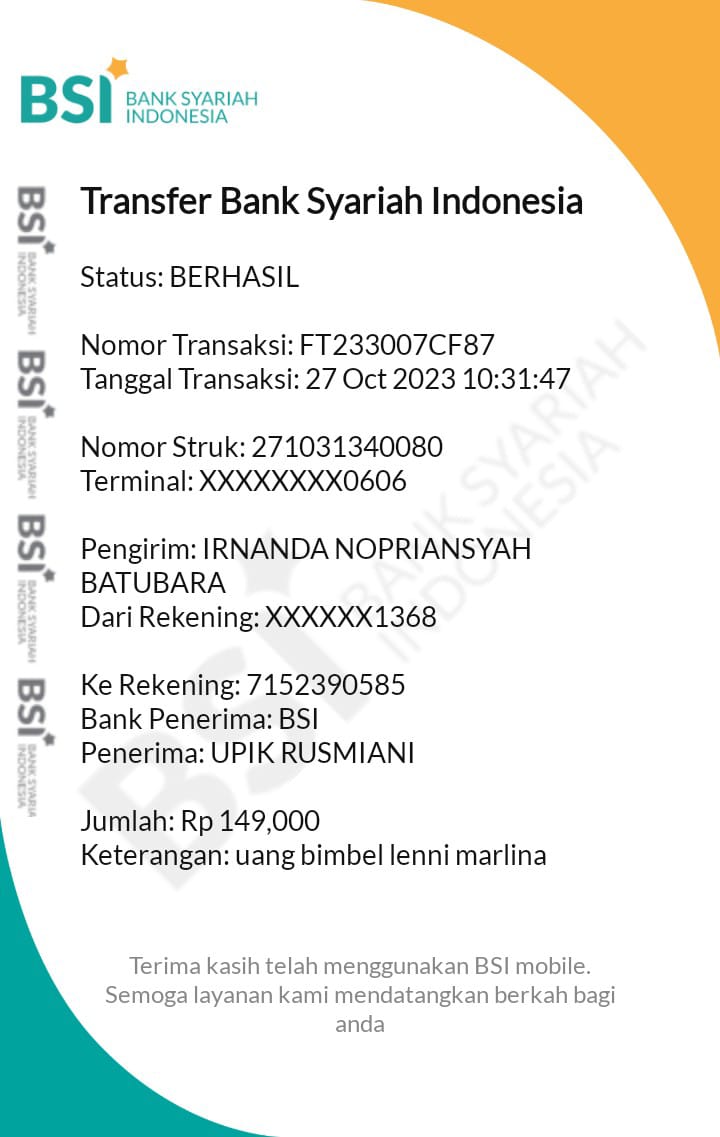 BSI BANK SYARIAH
INDONESIA
Transfer Bank Syariah Indonesia
Status: BERHASIL
Nomor Transaksi: FT233007CF87
Tanggal Transaksi: 27 Oct 2023 10:31:47
Nomor Struk: 271031340080
Terminal: XXXXXXXX0606
Pengirim: IRNANDA NOPRIANSYAH
BATUBARA
Dari Rekening: XXXXXX1368
Ke Rekening: 7152390585
Bank Penerima: BSI
Penerima: UPIK RUSMIANI
Jumlah: Rp 149,000
Keterangan: uang bimbel lenni marlina
Terima kasih telah menggunakan BSI mobile.
Semoga layanan kami mendatangkan berkah bagi
anda
BSI BANK SYARIAH
INDONESIA
BSI BANK SYARIAH
INDONESIA
BSI BANK SYARIAH
INDONESIA
BSI BANK SYARIA
INDONESIA
BSI BANK SYARIAH
INDONESIA